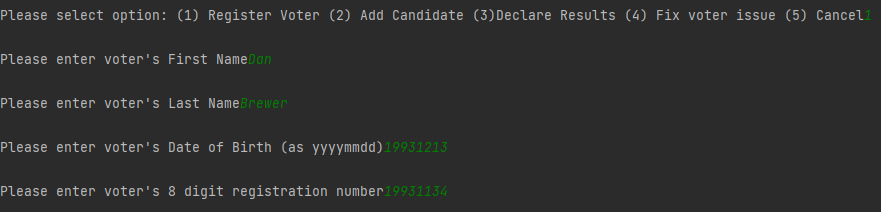 Please select option: (1) Register Voter (2) Add Candidate (3)Declare Results (4) Fix voter issue (5) Cancel1
Please enter voter's First NameDan
Please enter voter's Last NameBrewer
Please enter voter's Date of Birth (as yyyymmdd)19931213
Please enter voter's 8 digit registration number19931134